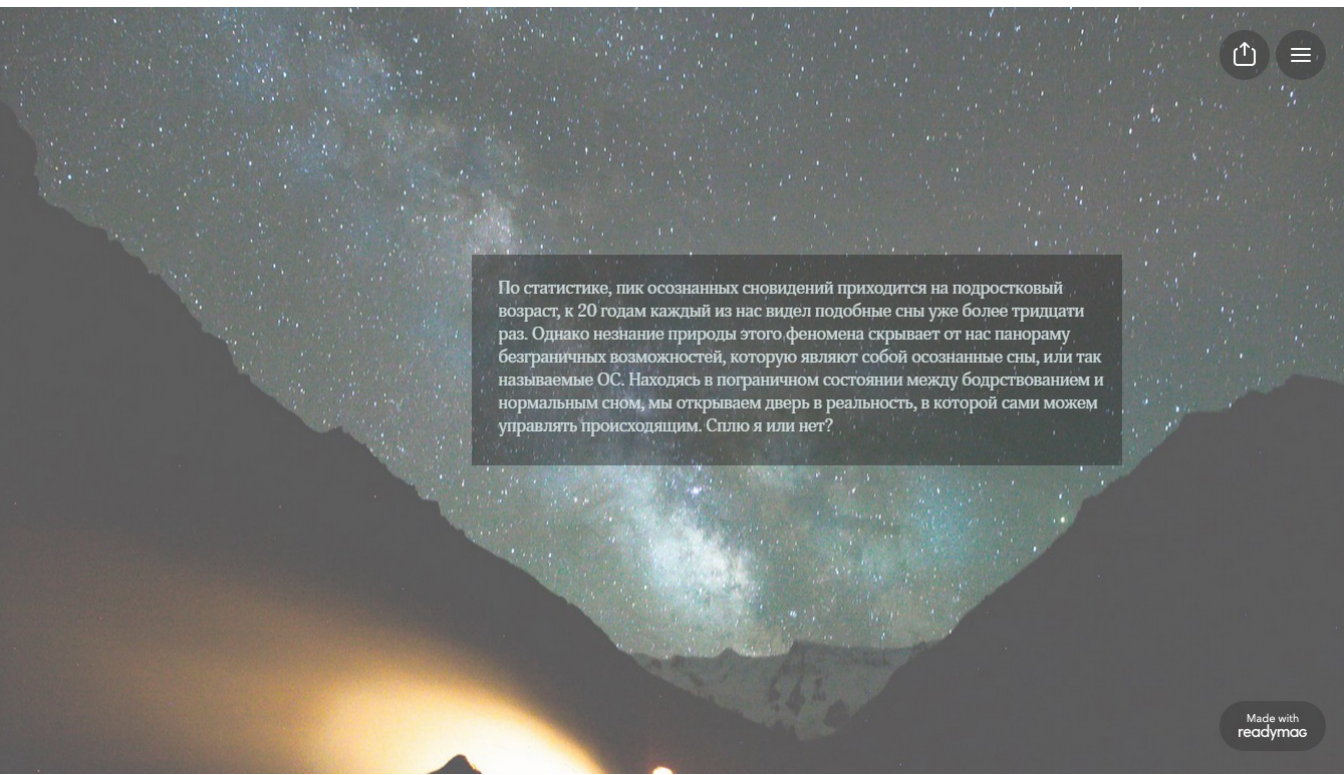 По статистике, пик осознанных сновидений приходится на подростковый
возраст, к 20 годам каждый из нас видел подобные сны уже более тридцати
раз. Однако незнание природы этого феномена скрывает от нас панораму
безграничных возможностей, которую являют собой осознанные сны, или так
называемые ОС. Находясь в пограничном состоянии между бодрствованием и
нормальным сном, мы открываем дверь в реальность, в которой сами можем
управлять происходящим. Сплю я или нет?
Made with
readymag